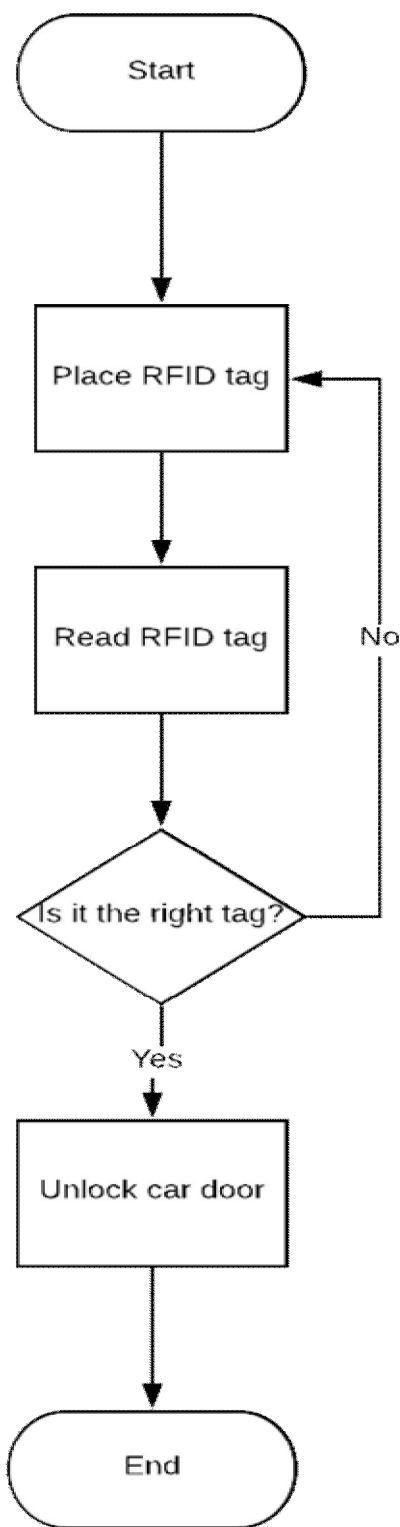 Start
Place RFID tag
Read RFID tag
No
Is it the right tag?
Yes
Unlock car door
End